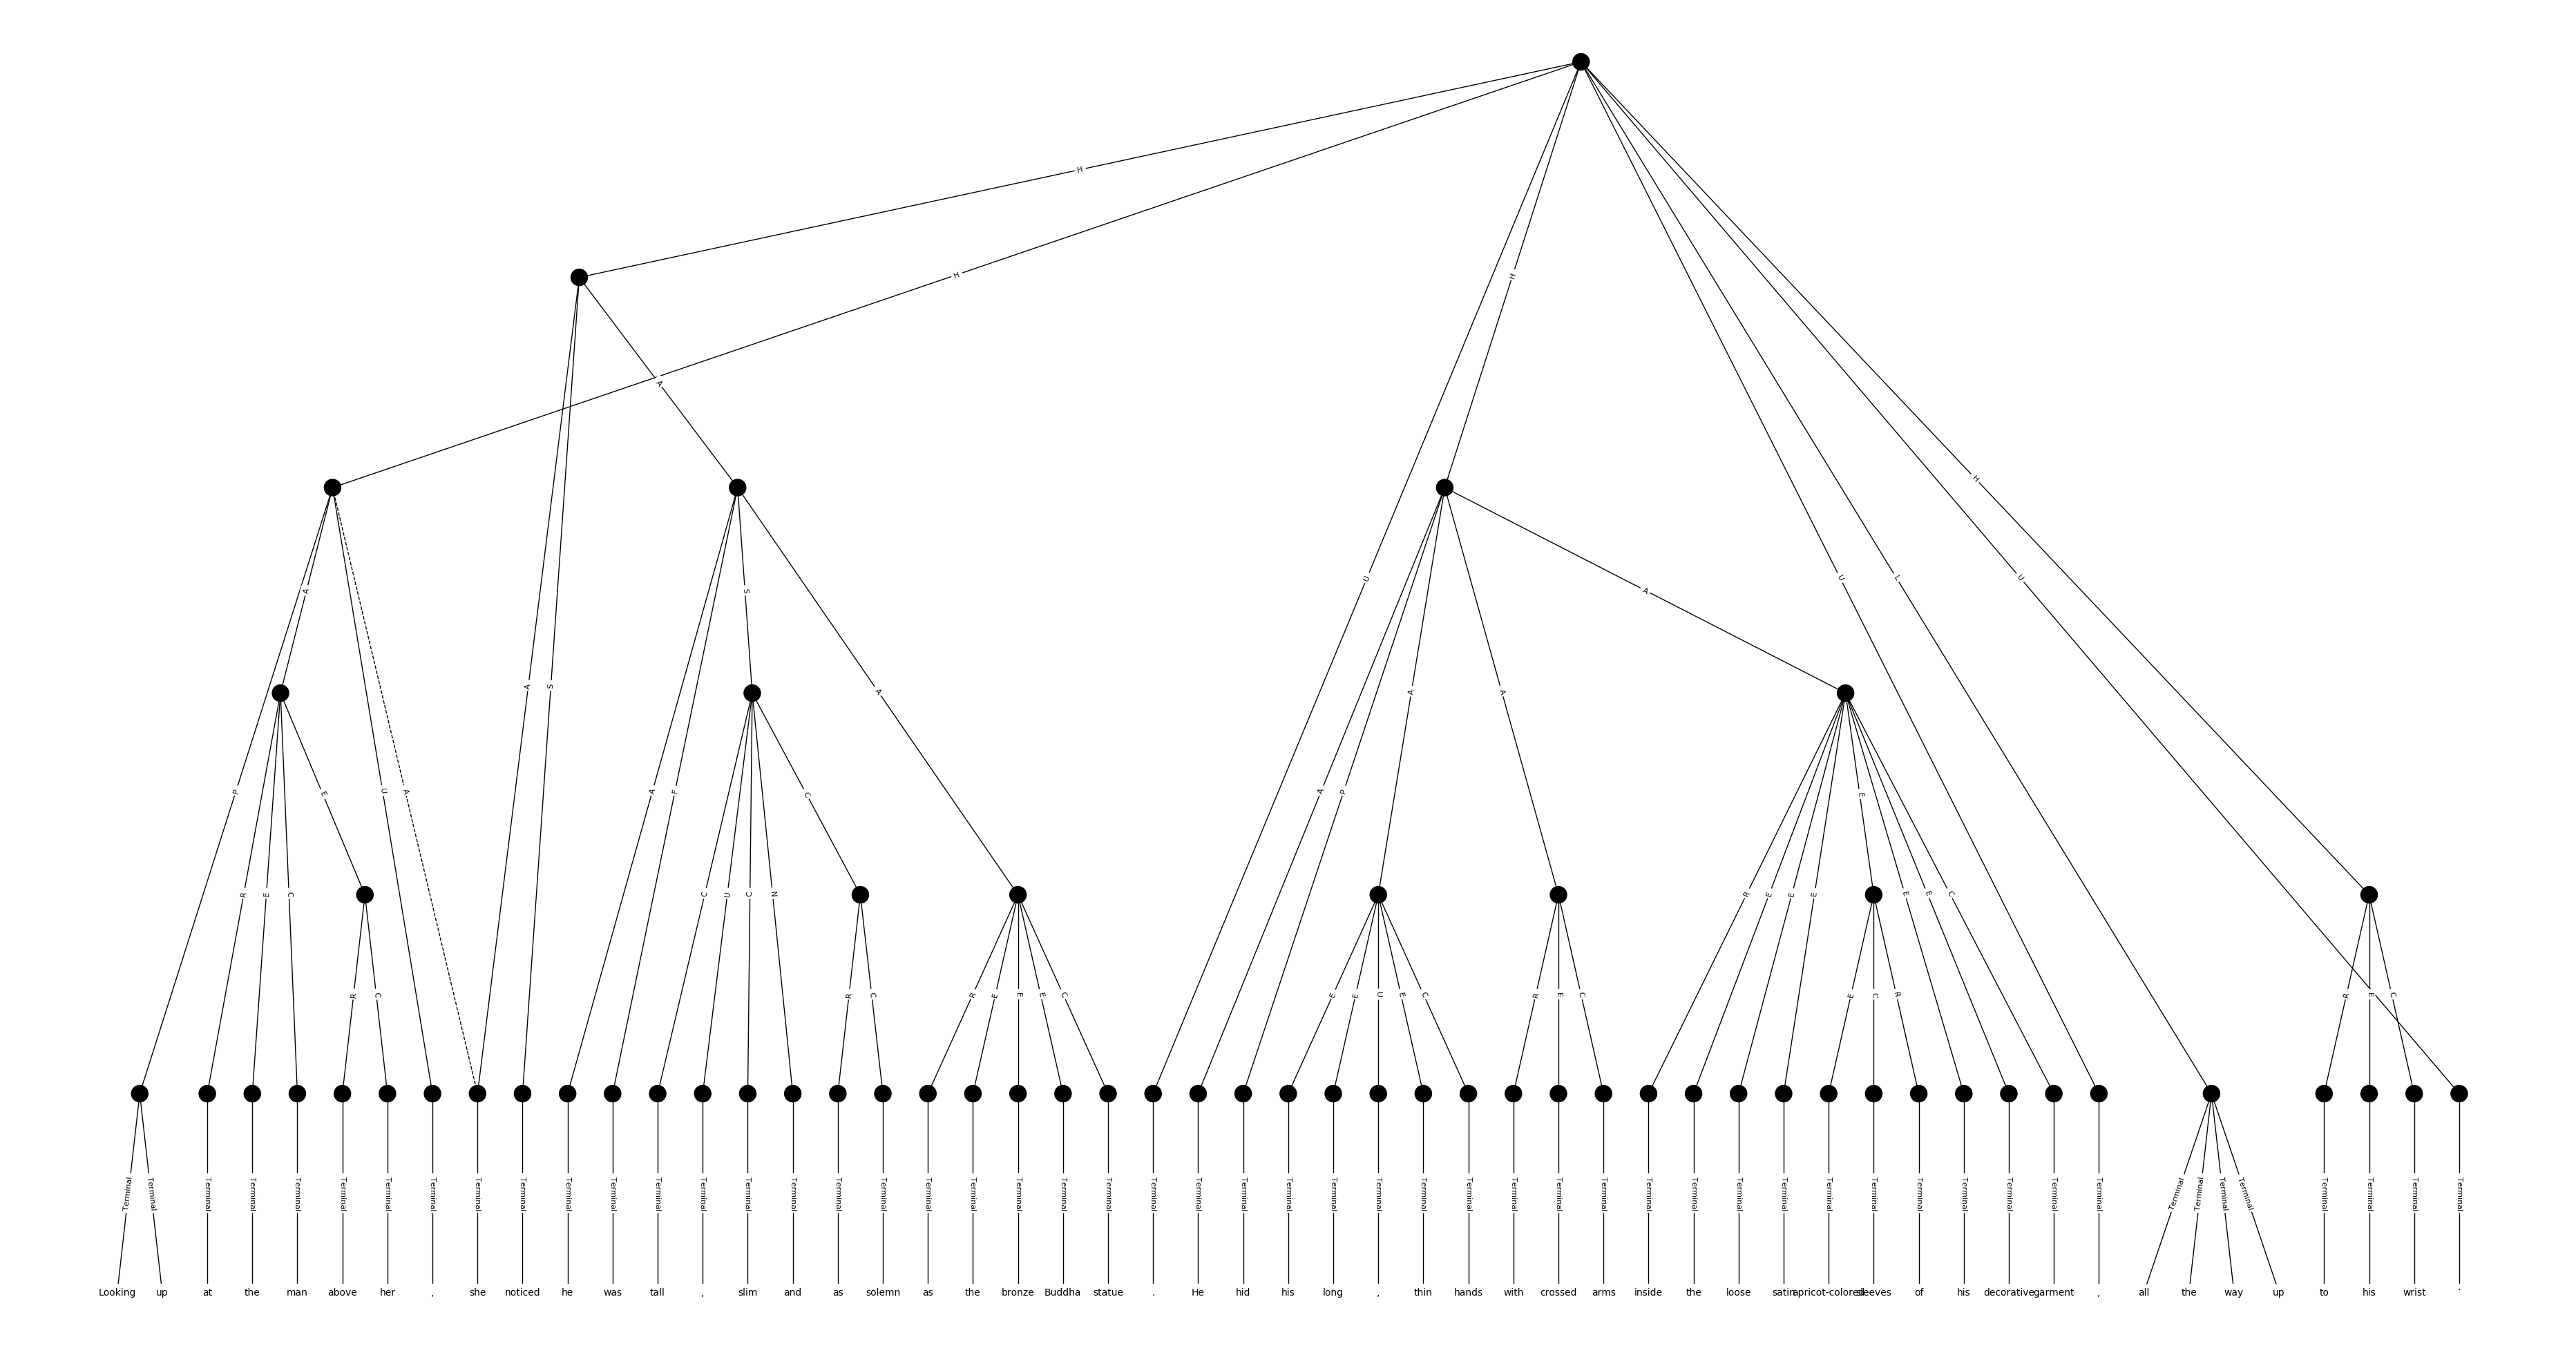 H
H
H
A
H
U
U
L
U
A
S
A
A
S
A
A
A
P
E
U
A
A
F
C
A
P
E
R
E
C
C
U
C
N
R
E
E
E
E
E
C
R
C
R
C
R
E
E
E
C
E
E
U
E
C
R
E
C
E
C
R
R
E
C
Terminal Terminal Terminal Terminal Terminal Terminal Terminal Terminal Terminal Terminal Terminal Terminal Terminal Terminal Terminal Terminal Terminal Terminal Terminal Terminal Terminal Terminal Terminal Terminal Terminal Terminal Terminal Terminal Terminal Terminal Terminal Terminal Terminal Terminal Terminal Terminal Terminal Terminal Terminal Terminal Terminal Terminal Terminal Terminal Terminal Terminal Terminal Terminal Terminal Terminal Terminal Terminal Terminal
Looking up at the man above her , she noticed he was tall , slim and as solemn as the bronze Buddha statue . He hid his long , thin hands with crossed arms inside the loose satin apricot-colored sleeves of his decorative garment , all the way up to his wrist .